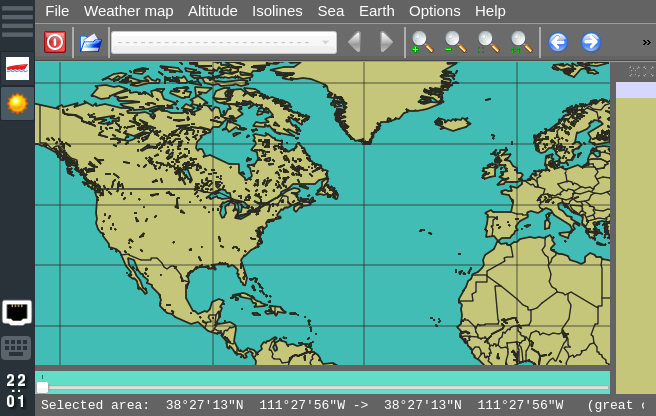 File Weather map Altitude Isolines Sea Earth Options Help
»
22
01
Selected area: 38°27'13"N 111°27'56"W -> 38°27'13"N 111°27'56"W (great